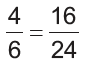 4/6 = 16/24